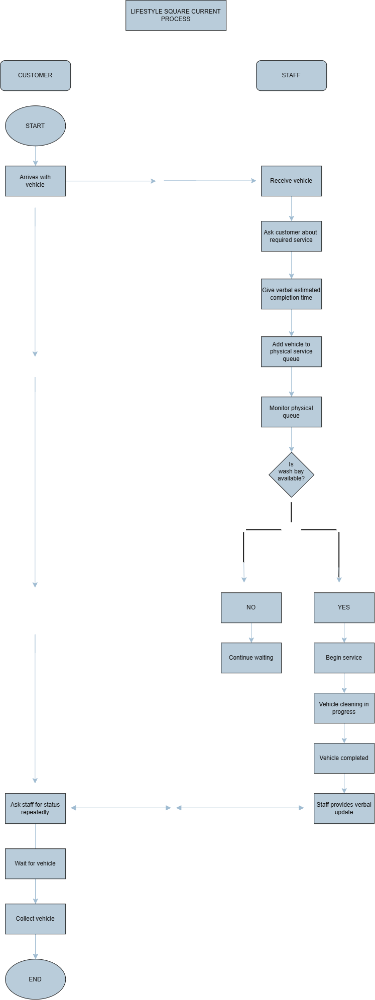 LIFESTYLE SQUARE CURRENT
PROCESS
CUSTOMER
STAFF
START
Arrives with
vehicle
Receive vehicle
Ask customer about
required service
Give verbal estimated
completion time
Add vehicle to
physical service
queue
Monitor physical
queue
Is
wash bay
available?
NO
YES
Continue waiting
Begin service
Vehicle cleaning in
progress
Vehicle completed
Ask staff for status
repeatedly
Staff provides verbal
update
Wait for vehicle
Collect vehicle
END